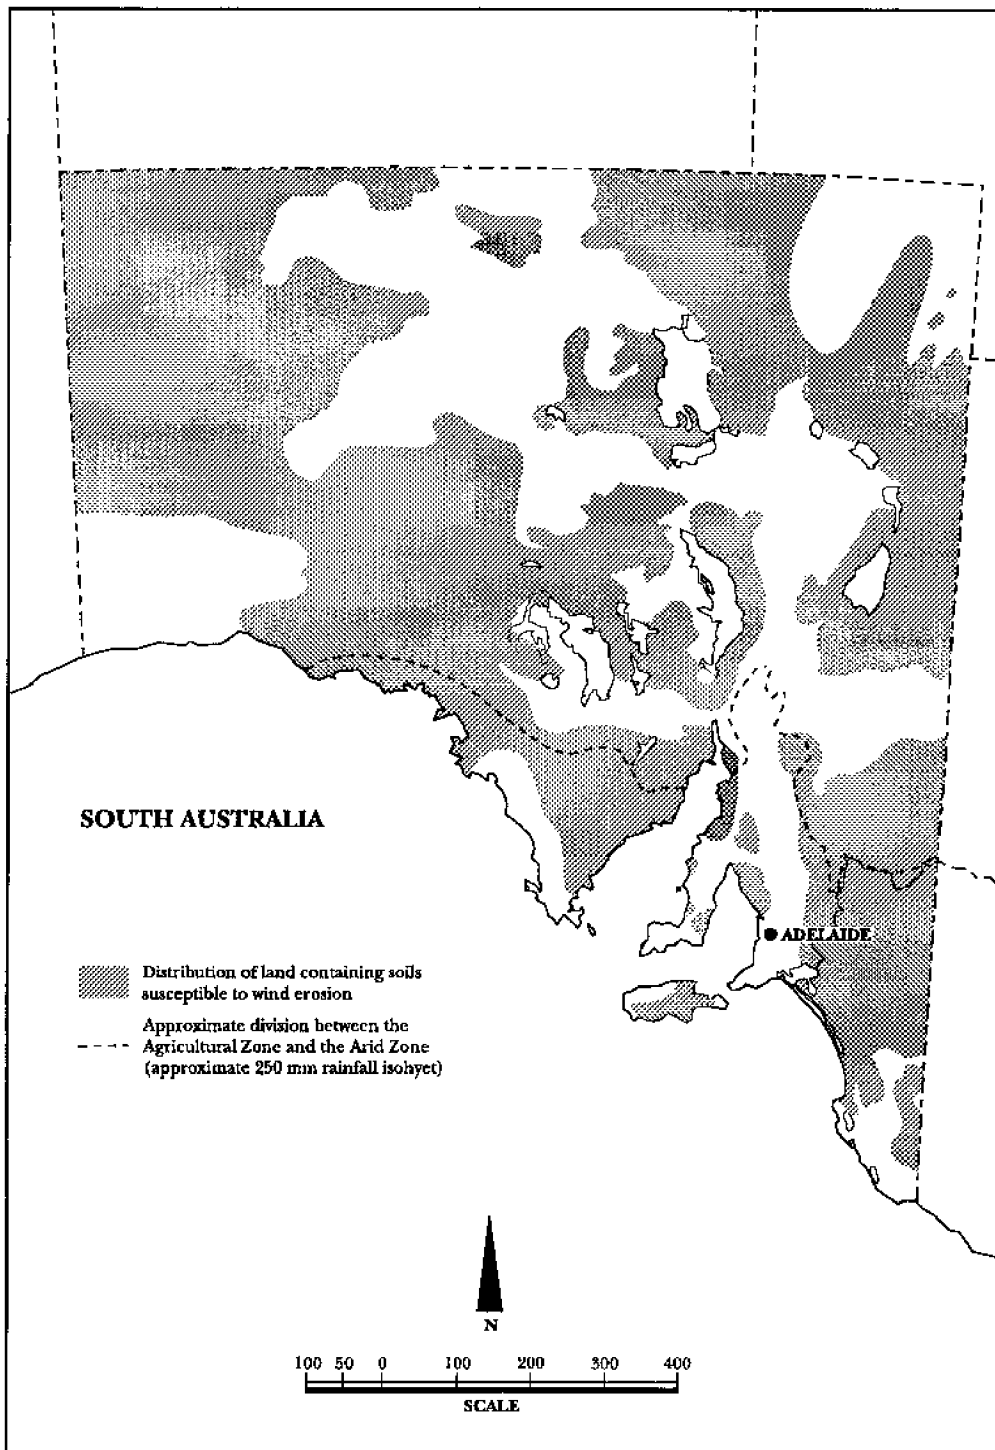 SOUTH AUSTRALIA
ADELAIDE
Distribution of land containing soils
susceptible to wind erosion
Approximate division between the
Agricultural Zone and the Arid Zone
(approximate 250 mm rainfall isohyet)
N
100 50 0 100 200 300 400
SCALE